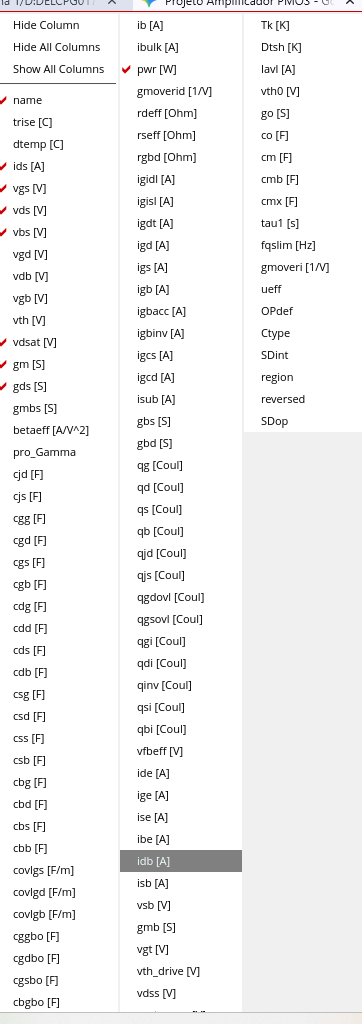 Projeto Amplificador PMOS
Hide Column
Hide All Columns
Show All Columns
name
trise [C]
dtemp [C]
ids [A]
vgs [V]
vds [V]
vbs [V]
vgd [V]
vdb [V]
vgb [V]
vth [V]
vdsat [V]
gm [S]
gds [S]
gmbs [S]
betaeff [A/V^2]
pro_Gamma
cjd [F]
cjs [F]
cgg [F]
cgd [F]
cgs [F]
cgb [F]
cdg [F]
cdd [F]
cds [F]
cdb [F]
csg [F]
csd [F]
css [F]
csb [F]
cbg [F]
cbd [F]
cbs [F]
cbb [F]
covlgs [F/m]
covlgd [F/m]
covlgb [F/m]
cggbo [F]
cgdbo [F]
cgsbo [F]
cbgbo [F]
ib [A]
ibulk [A]
pwr [W]
gmoverid [1/V]
rdeff [Ohm]
rseff [Ohm]
rgbd [Ohm]
igidl [A]
igisl [A]
igdt [A]
igd [A]
igs [A]
igb [A]
igbacc [A]
igbinv [A]
igcs [A]
igcd [A]
isub [A]
gbs [S]
gbd [S]
qg [Coul]
qd [Coul]
qs [Coul]
qb [Coul]
qjd [Coul]
qjs [Coul]
qgdovl [Coul]
qgsovl [Coul]
qgi [Coul]
qdi [Coul]
qinv [Coul]
qsi [Coul]
qbi [Coul]
vfbeff [V]
ide [A]
ige [A]
ise [A]
ibe [A]
idb [A]
isb [A]
vsb [V]
gmb [S]
vgt [V]
vth_drive [V]
vdss [V]
Tk [K]
Dtsh [K]
Iavl [A]
vth0 [V]
go [S]
co [F]
cm [F]
cmb [F]
cmx [F]
tau1 [s]
fqslim [Hz]
gmoveri [1/V]
ueff
OPdef
Ctype
SDint
region
reversed
SDop